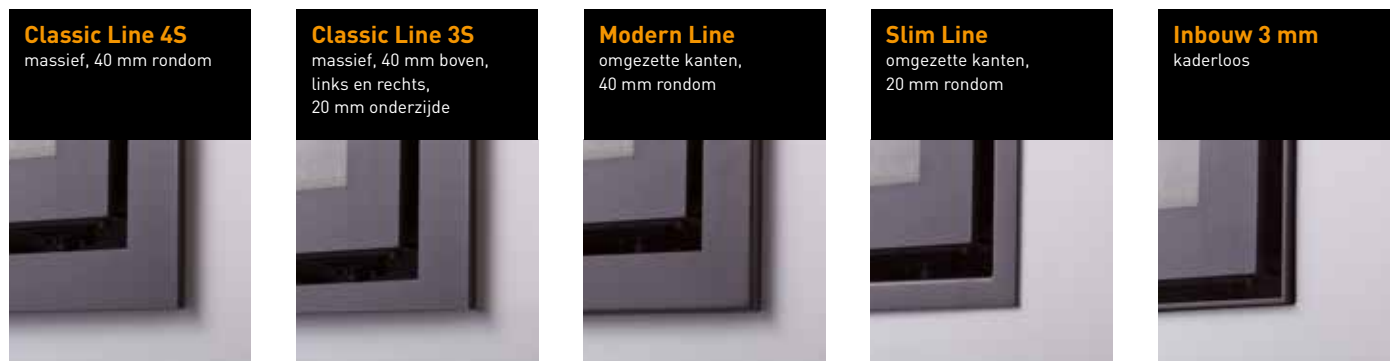 Classic Line 4S
massief, 40 mm rondom
Classic Line 3S
massief, 40 mm boven,
links en rechts,
20 mm onderzijde
Modern Line
omgezette kanten,
40 mm rondom
Slim Line
omgezette kanten,
20 mm rondom
Inbouw 3 mm
kaderloos